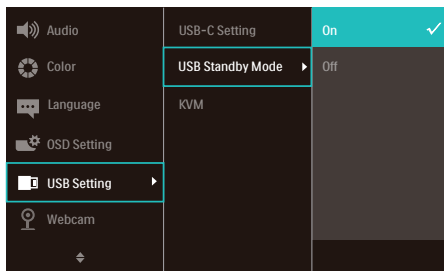 Audio
Color
Language
OSD Setting
USB Setting
Webcam
USB-C Setting
USB Standby Mode
KVM
On
Off